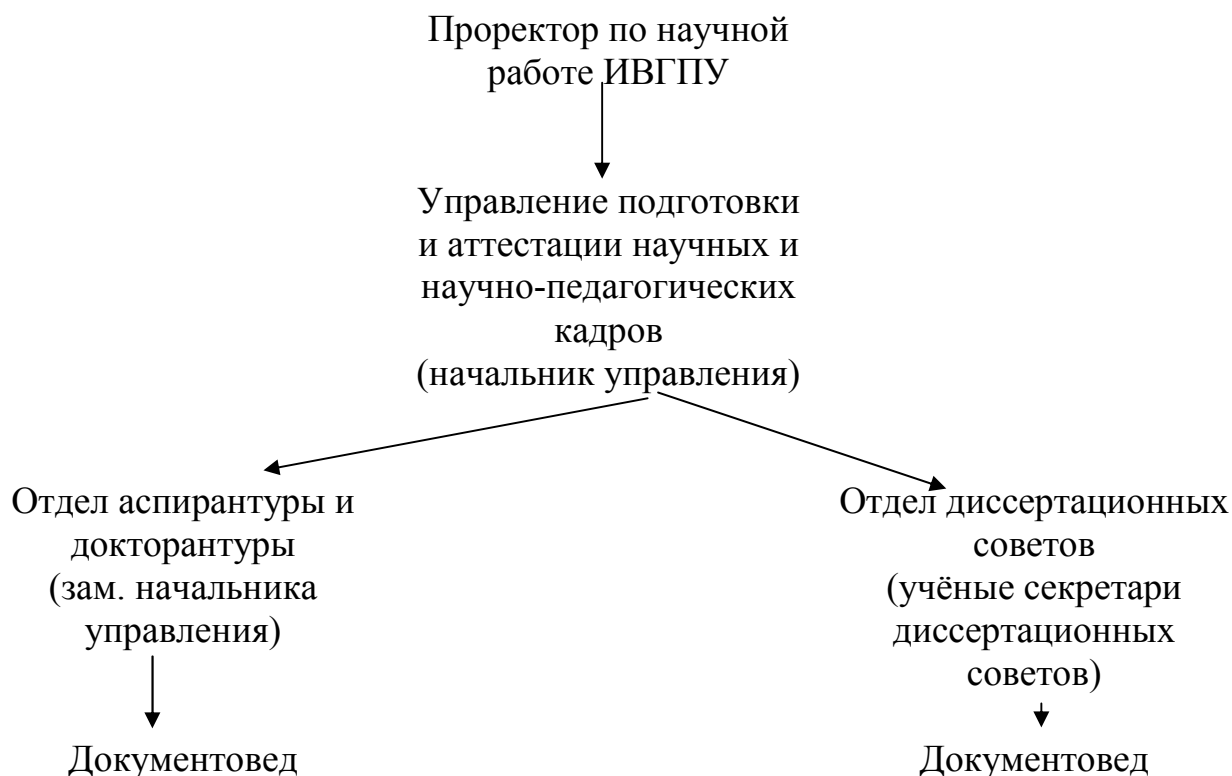 Проректор по научной
работе ИВГПУ
Управление подготовки
и аттестации научных и
научно-педагогических
кадров
(начальник управления)
Отдел аспирантуры и
докторантуры
(зам. начальника
управления)
Документовед
Отдел диссертационных
советов
(учёные секретари
диссертационных
советов)
Документовед